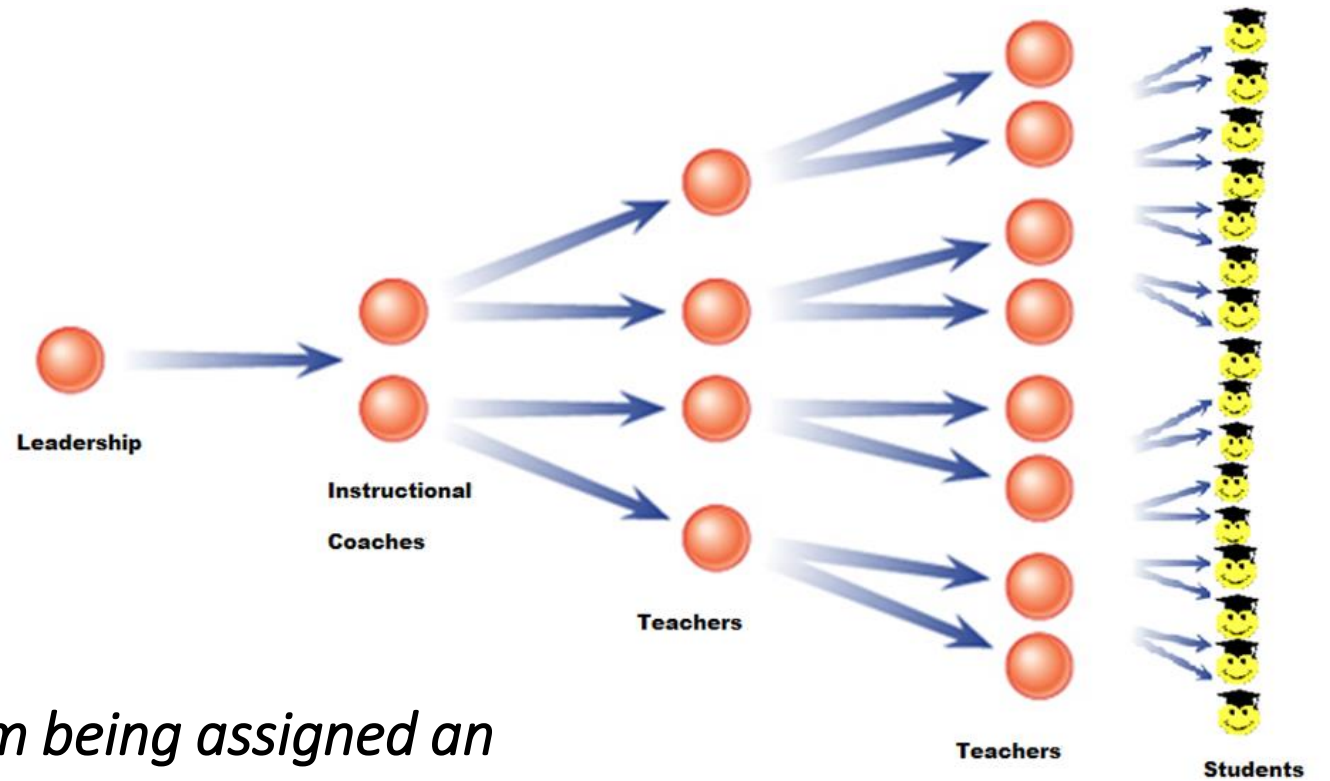 Leadership
Instructional
Coaches
Teachers
Teachers
Students
being assigned an